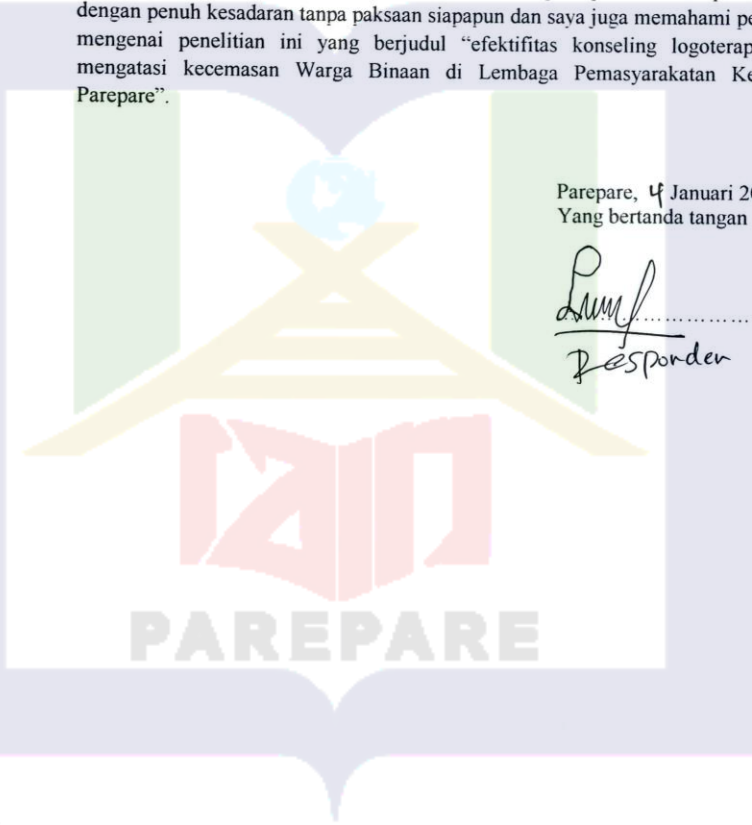 dengan penuh kesadaran tanpa paksaan siapapun dan saya juga memahami pe
mengenai penelitian ini yang berjudul “efektifitas konseling logoterap
mengatasi kecemasan Warga Binaan di Lembaga Pemasyarakatan Ke
Parepare”.
Parepare, 4 Januari 20
Yang bertanda tangan
Responden
iain
PAREPARE